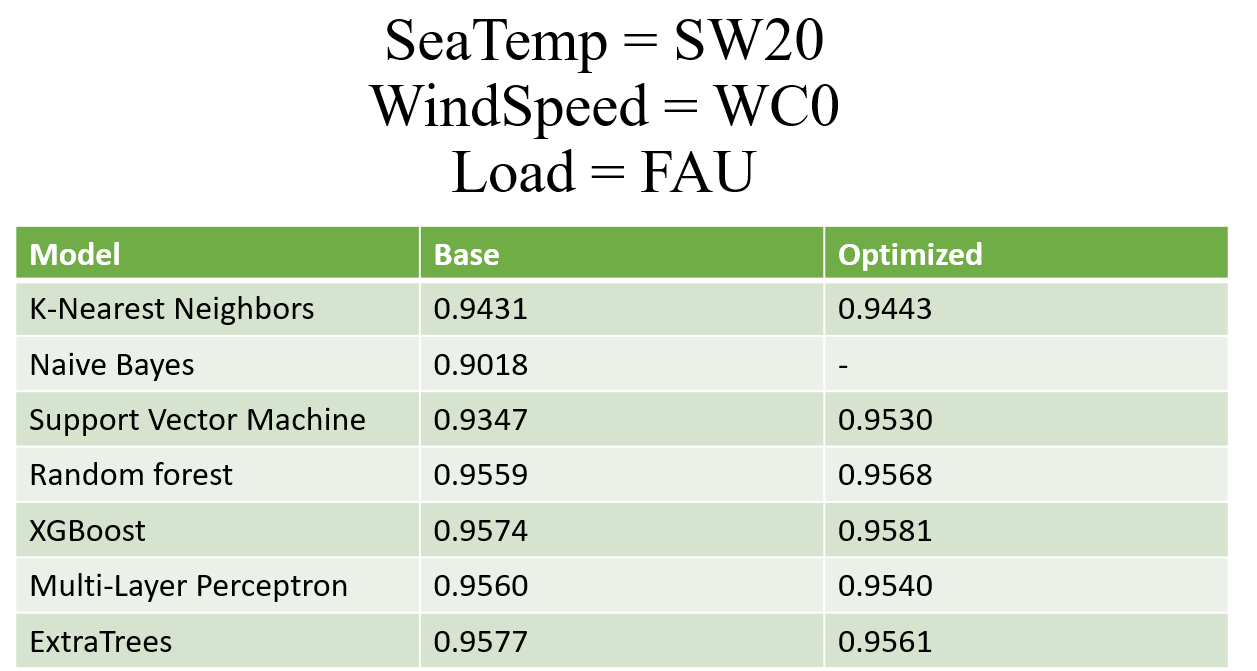 SeaTemp = SW20
WindSpeed = WC0
Load = FAU
Model Base Optimized
K-Nearest Neighbors 0.9431 0.9443
Naive Bayes 0.9018 -
Support Vector Machine 0.9347 0.9530
Random forest 0.9559 0.9568
XGBoost 0.9574 0.9581
Multi-Layer Perceptron 0.9560 0.9540
ExtraTrees 0.9577 0.9561